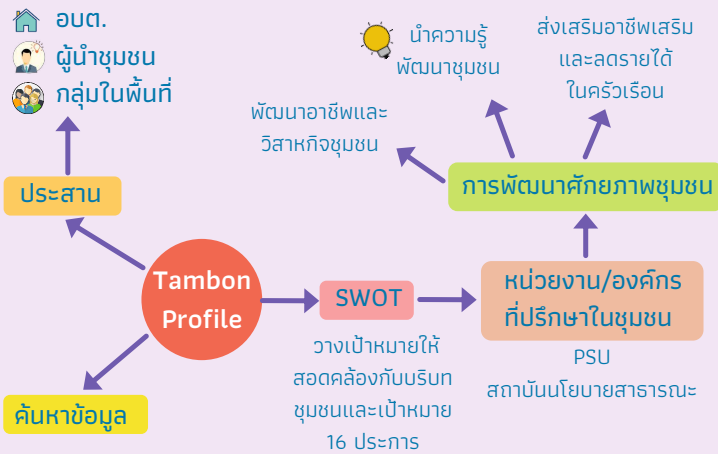 อบต.
ผู้นำชุมชน
กลุ่มในพื้นที่
นำความรู้
พัฒนาชุมชน
ส่งเสริมอาชีพเสริม
และลดรายได้
ในครัวเรือน
พัฒนาอาชีพและ
วิสาหกิจชุมชน
ประสาน
การพัฒนาศักยภาพชุมชน
Tambon
Profile
SWOT
หน่วยงาน/องค์กร
ที่ปรึกษาในชุมชน
วางเป้าหมายให้
สอดคล้องกับบริบท
ชุมชนและเป้าหมาย
16 ประการ
PSU
สถาบันนโยบายสาธารณะ
ค้นหาข้อมูล